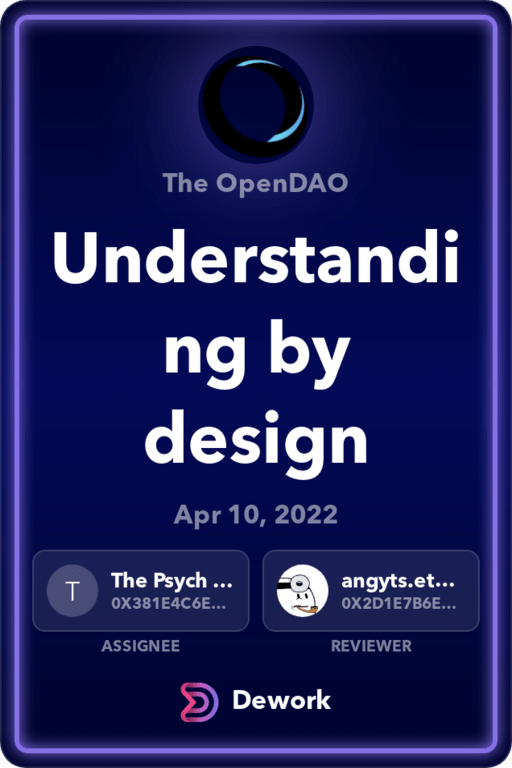 The OpenDAO
Understandi
ng by
design
Apr 10, 2022
T
The Psych ...
0X381E4C6E...
angyts.et...
0X2D1E7B6E...
ASSIGNEE
REVIEWER
Dework